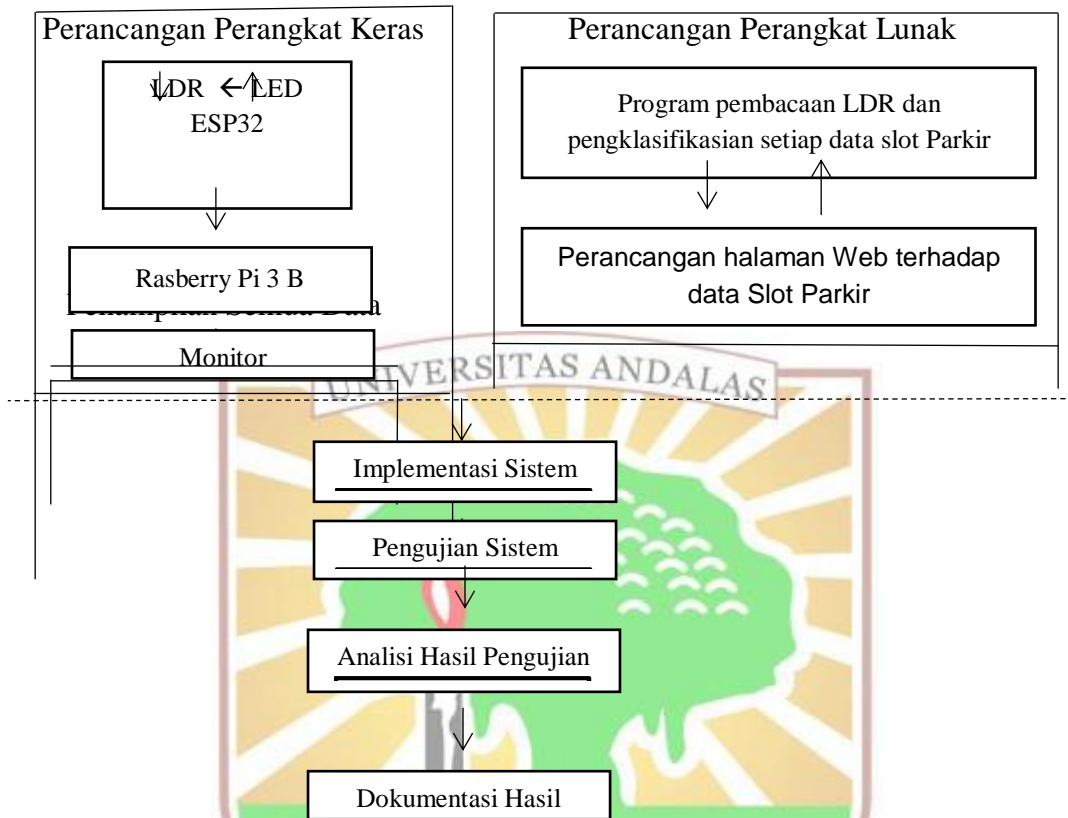 Perancangan Perangkat Keras
LDR ← LED
ESP32
Rasberry Pi 3 B
Data
Monitor
Perancangan Perangkat Lunak
Program pembacaan LDR dan
pengklasifikasian setiap data slot Parkir
Perancangan halaman Web terhadap
data Slot Parkir
UNIVERSITAS ANDALAS
Implementasi Sistem
Pengujian Sistem
Analisi Hasil Pengujian
Dokumentasi Hasil